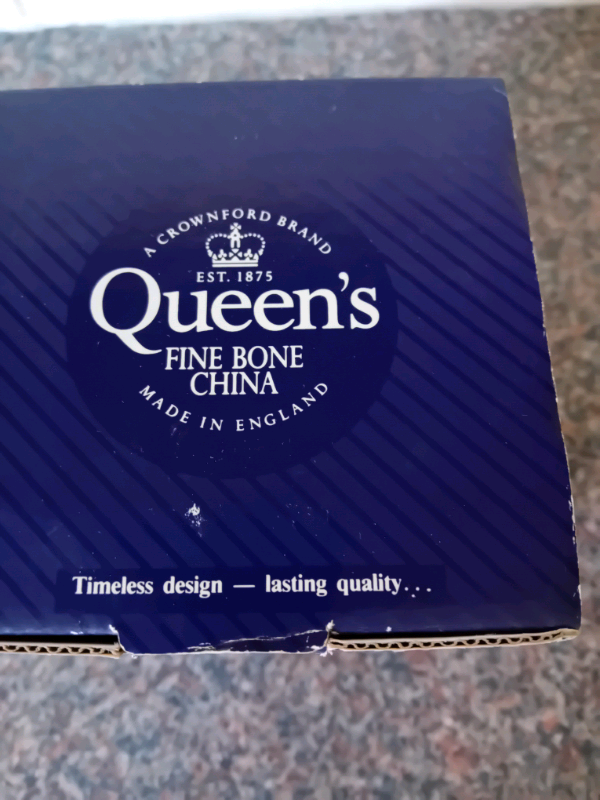 A CROWNFORD BRAND
EST. 1875
Queen's
FINE BONE
CHINA
MADE IN ENGLAND
Timeless design — lasting quality...